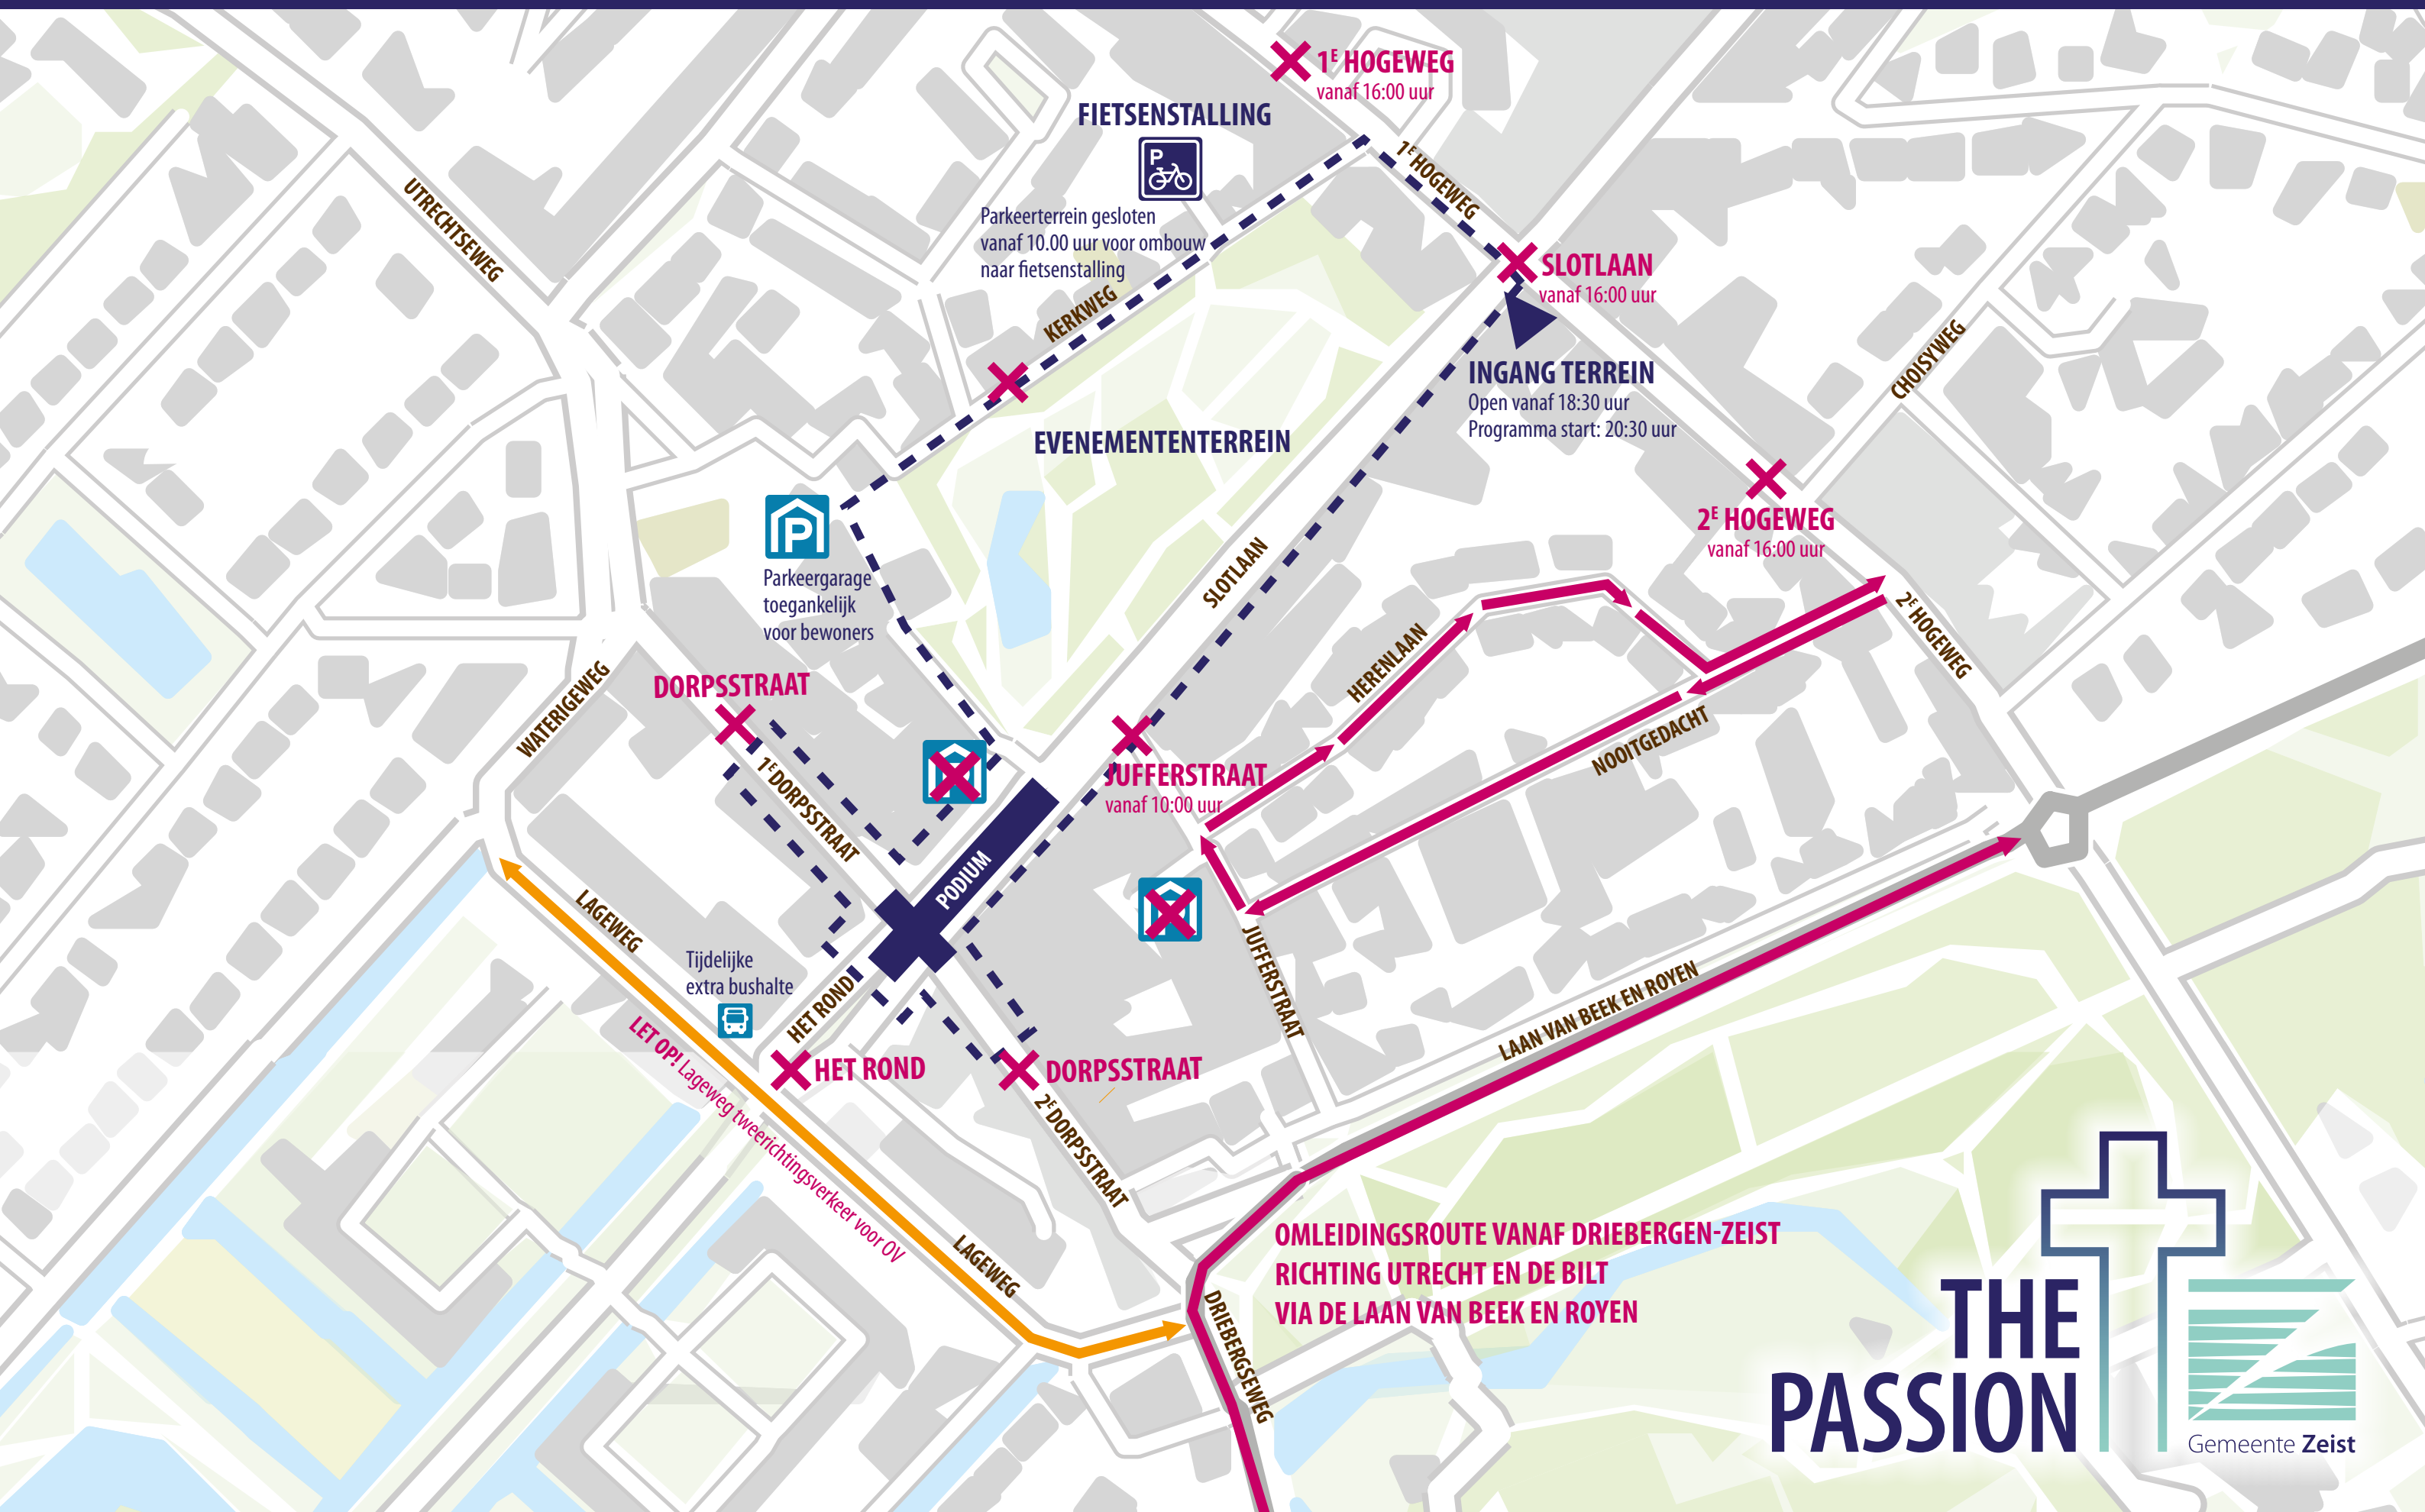 1E HOGEWEG
vanaf 16:00 uur
FIETSENSTALLING
P
Parkeerterrein gesloten
vanaf 10.00 uur voor ombouw
naar fietsenstalling
1E HOGEWEG
UTRECHTSEWEG
SLOTLAAN
vanaf 16:00 uur
KERKWEG
INGANG TERREIN
Open vanaf 18:30 uur
Programma start: 20:30 uur
CHOISYWEG
EVENEMENTENTERREIN
2E HOGEWEG
vanaf 16:00 uur
P
Parkeergarage
toegankelijk
voor bewoners
SLOTLAAN
2E HOGEWEG
HERENLAAN
WATERIGEWEG
DORPSSTRAAT
NOOITGEDACHT
1E DORPSSTRAAT
JUFFERSTRAAT
vanaf 10:00 uur
PODIUM
LAGEWEG
JUFFERSTRAAT
Tijdelijke
extra bushalte
HET ROND
LAAN VAN BEEK EN ROYEN
LET OP! Lageweg tweerichtingsverkeer voor OV
HET ROND
DORPSSTRAAT
2E DORPSSTRAAT
LAGEWEG
OMLEIDINGSROUTE VANAF DRIEBERGEN-ZEIST
RICHTING UTRECHT EN DE BILT
VIA DE LAAN VAN BEEK EN ROYEN
DRIEBERGSEWEG
THE
PASSION
Gemeente Zeist